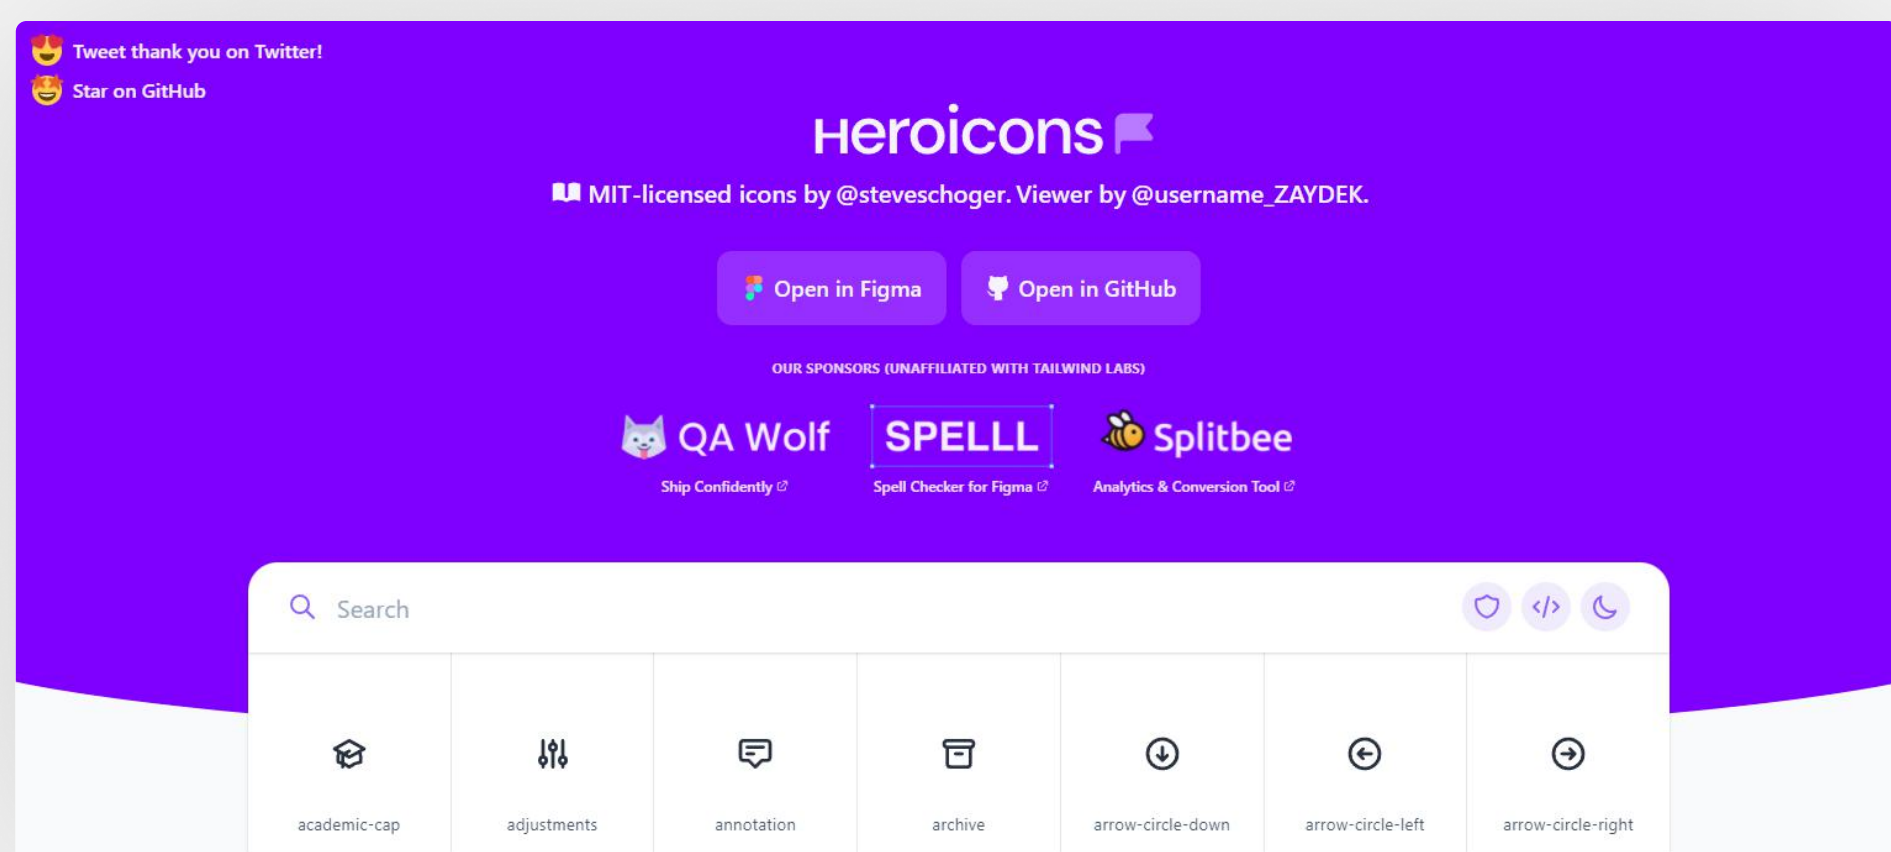 Tweet thank you on Twitter!
Star on GitHub
Heroicons
MIT-licensed icons by @steveschoger. Viewer by @username_ZAYDEK.
Open in Figma
Open in GitHub
OUR SPONSORS (UNAFFILIATED WITH TAILWIND LABS)
QA Wolf
SPELLL
Splitbee
Ship Confidently
Spell Checker for Figma
Analytics & Conversion Tool
Search
academic-cap
adjustments
annotation
archive
arrow-circle-down
arrow-circle-left
arrow-circle-right